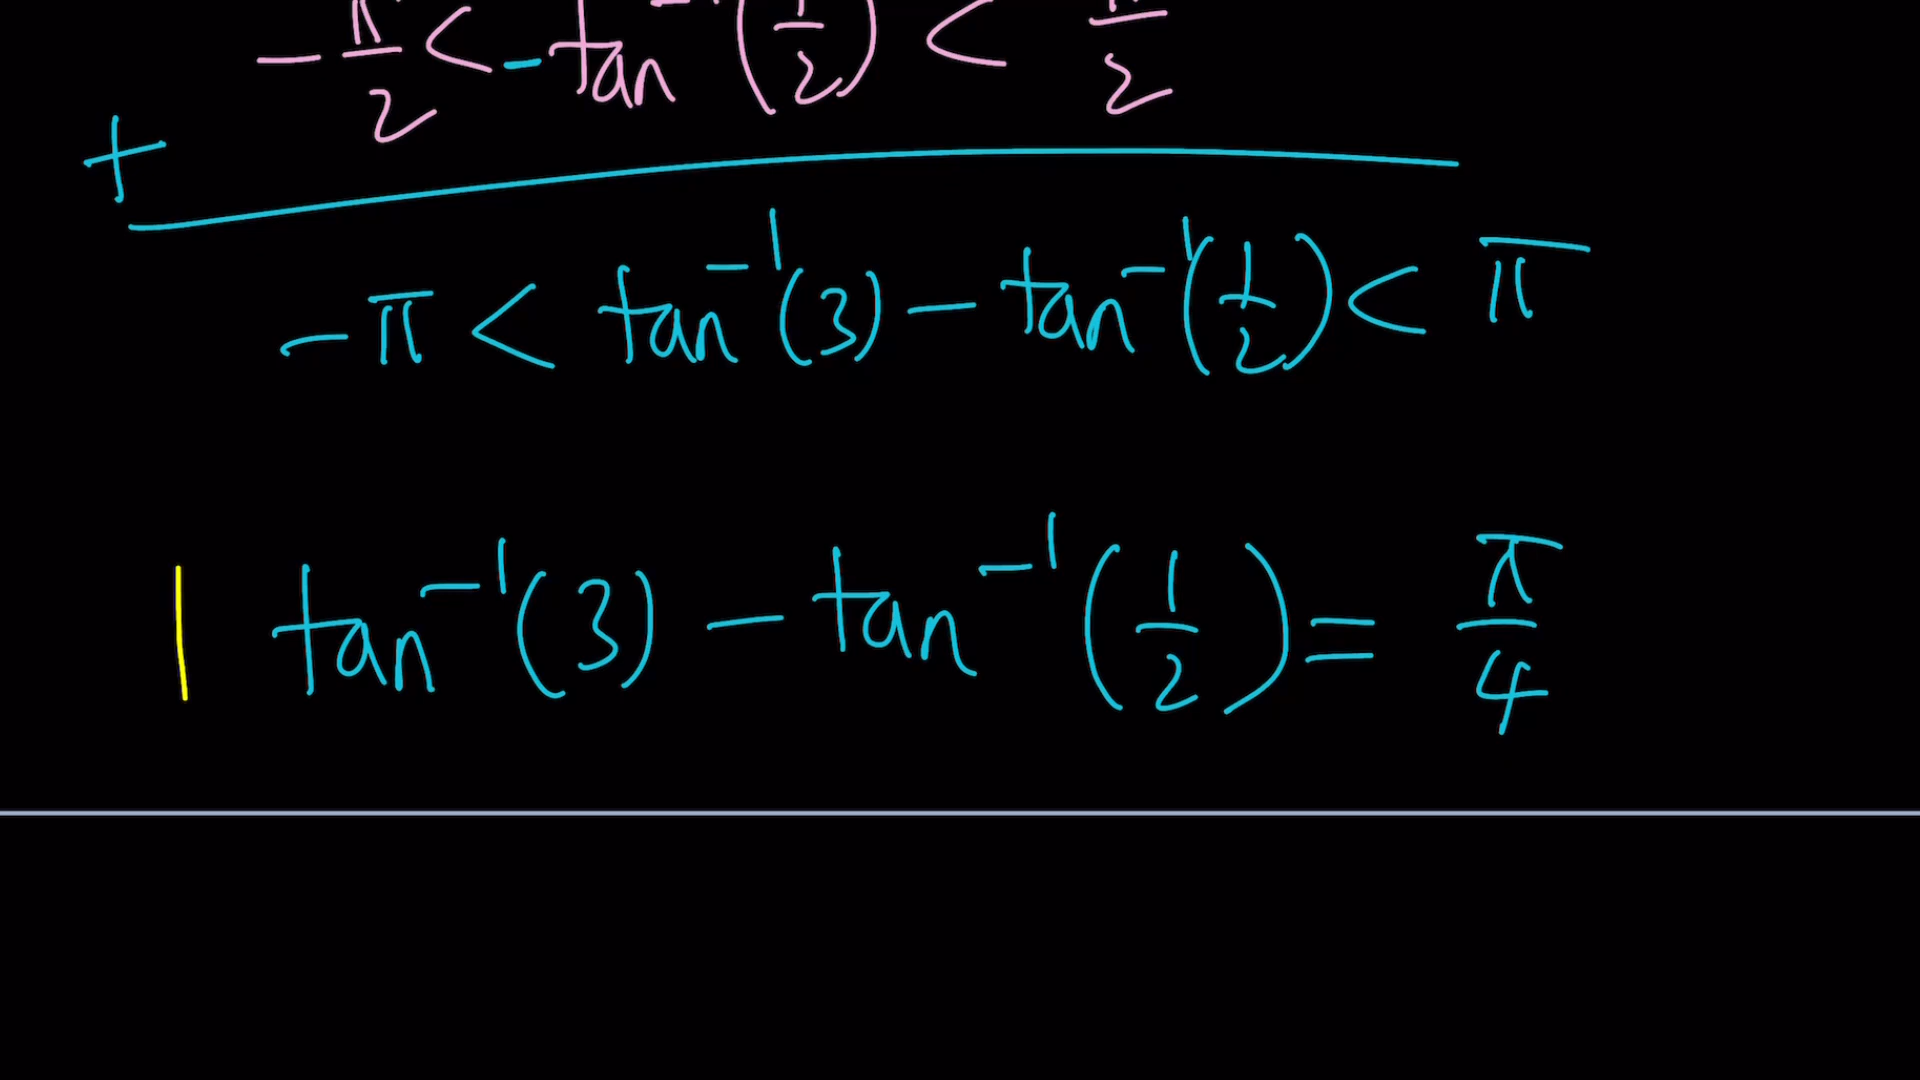 -π/2 < -tan⁻¹(1/2) < π/2
+
-π < tan⁻¹(3) - tan⁻¹(1/2) < π
tan⁻¹(3) - tan⁻¹(1/2) = π/4